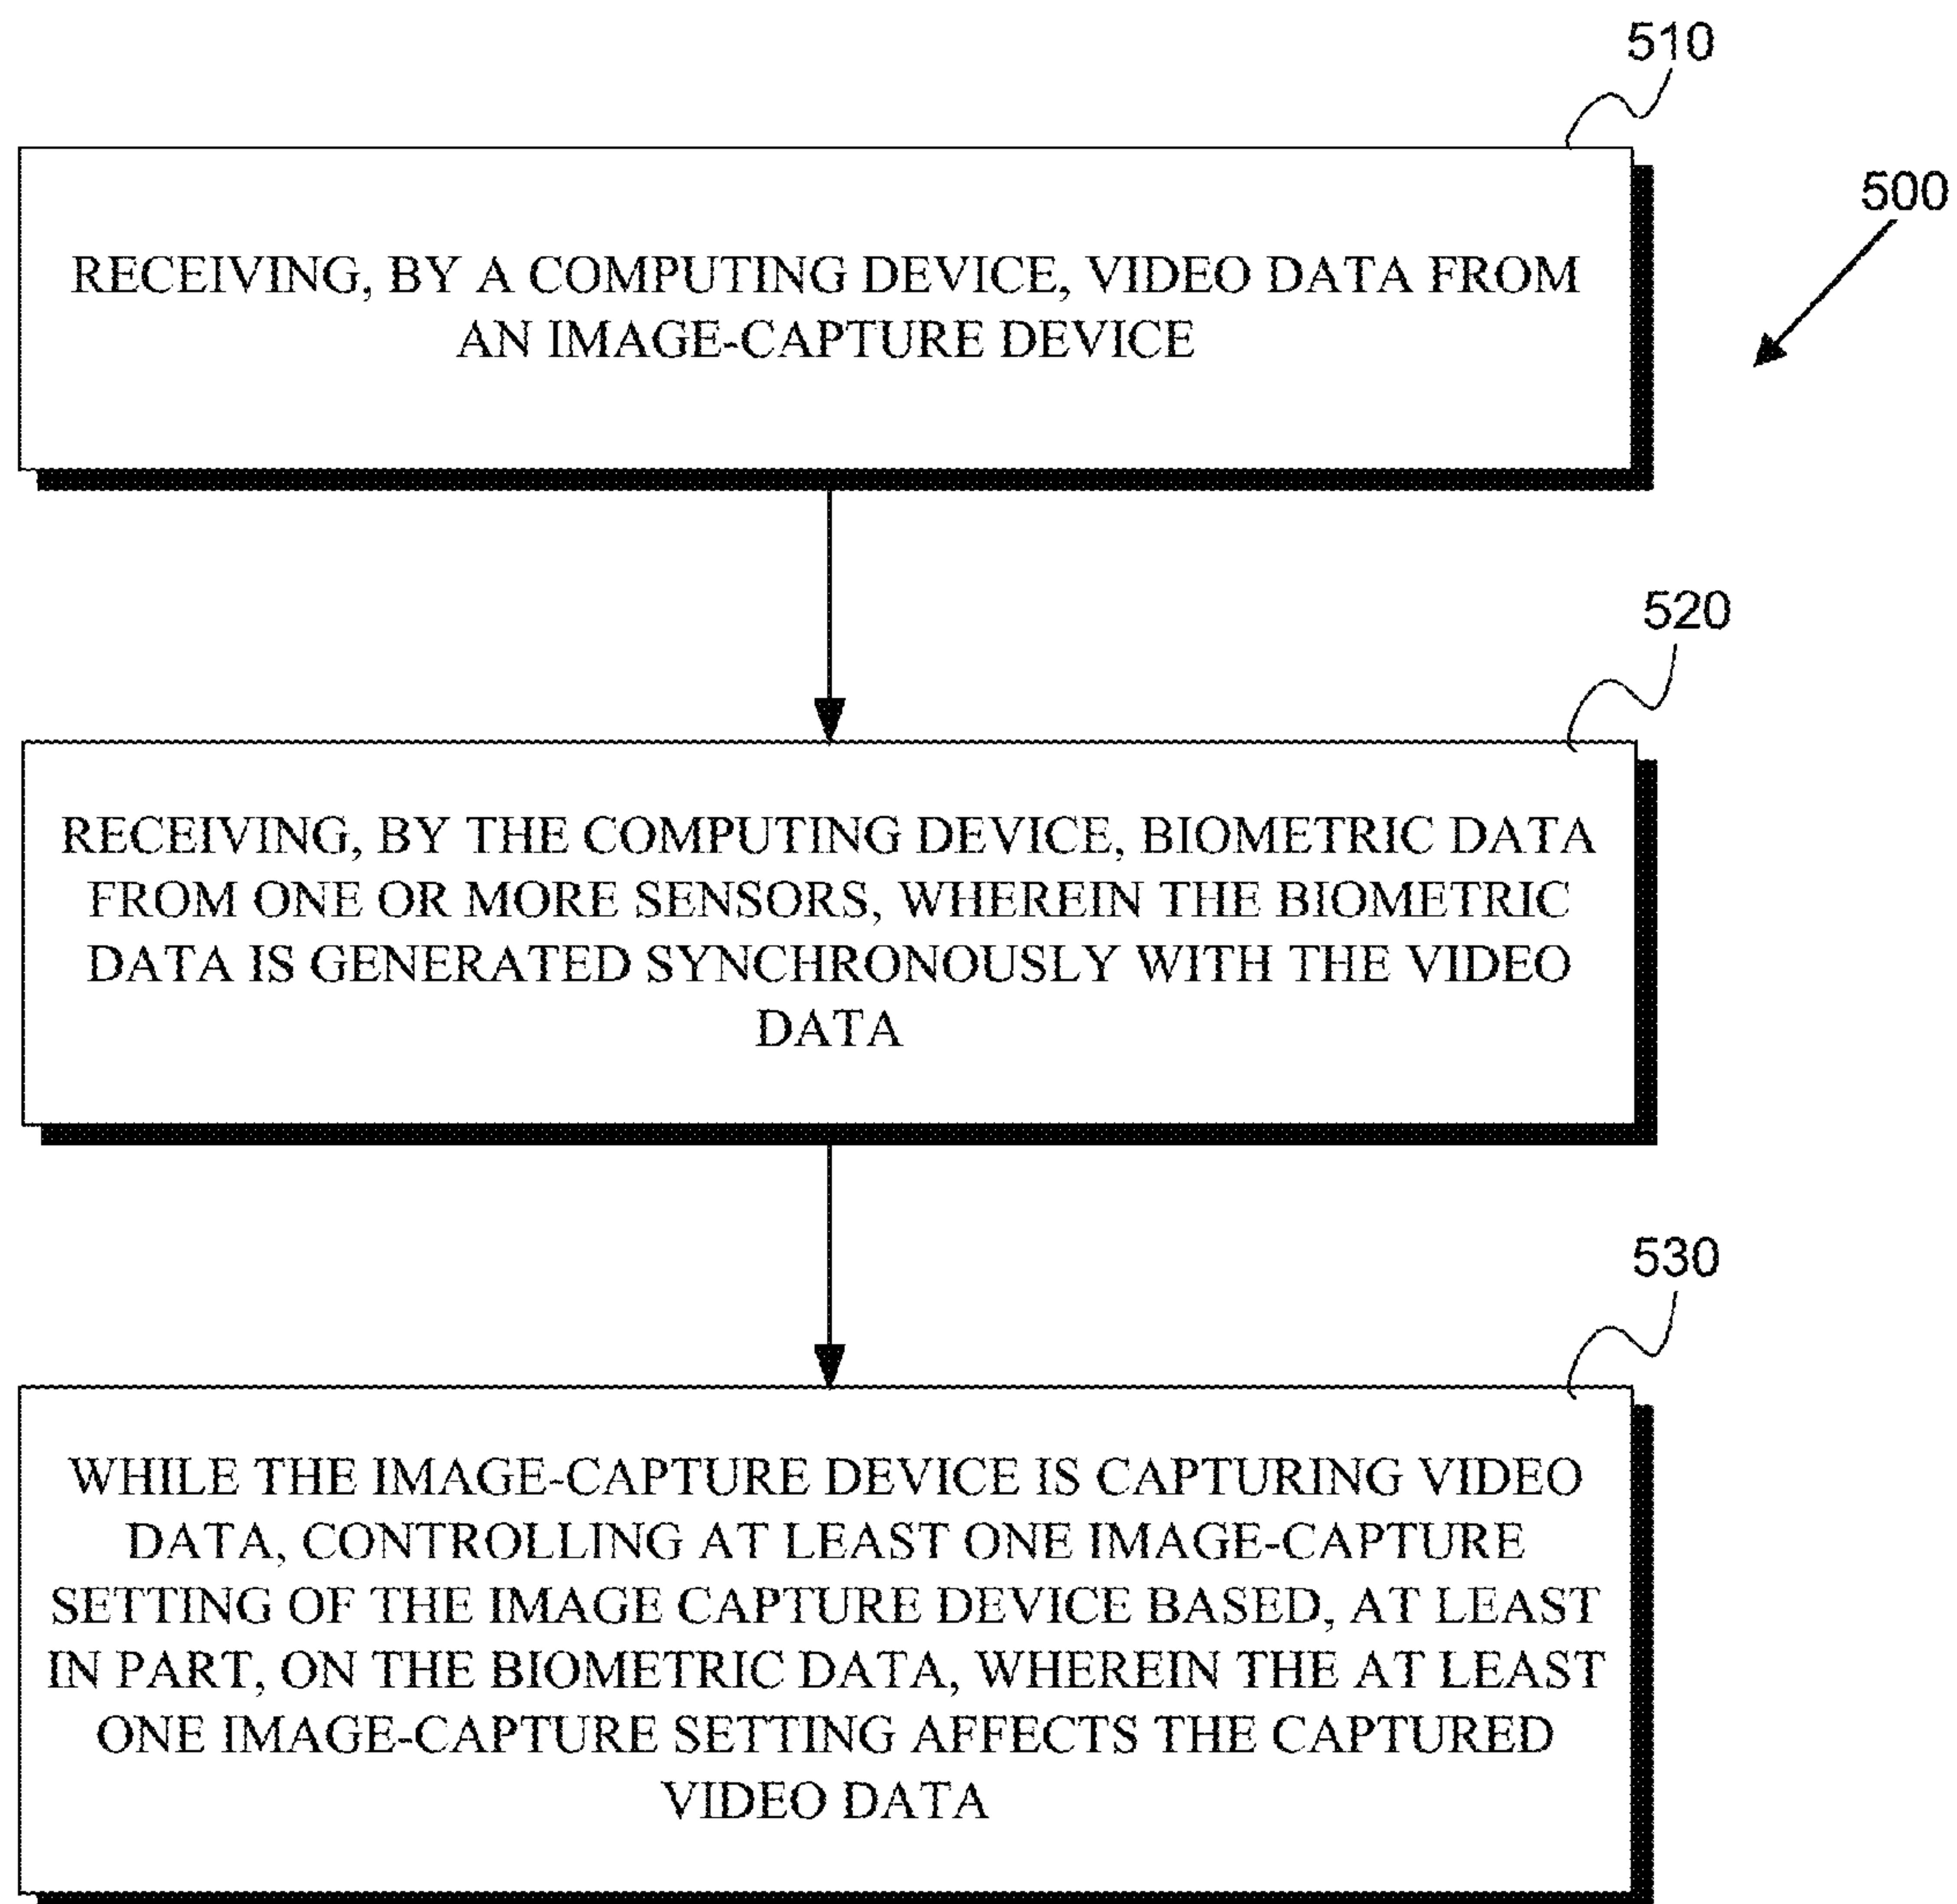 510
500
RECEIVING, BY A COMPUTING DEVICE, VIDEO DATA FROM
AN IMAGE-CAPTURE DEVICE
520
RECEIVING, BY THE COMPUTING DEVICE, BIOMETRIC DATA
FROM ONE OR MORE SENSORS, WHEREIN THE BIOMETRIC
DATA IS GENERATED SYNCHRONOUSLY WITH THE VIDEO
DATA
530
WHILE THE IMAGE-CAPTURE DEVICE IS CAPTURING VIDEO
DATA, CONTROLLING AT LEAST ONE IMAGE-CAPTURE
SETTING OF THE IMAGE CAPTURE DEVICE BASED, AT LEAST
IN PART, ON THE BIOMETRIC DATA, WHEREIN THE AT LEAST
ONE IMAGE-CAPTURE SETTING AFFECTS THE CAPTURED
VIDEO DATA